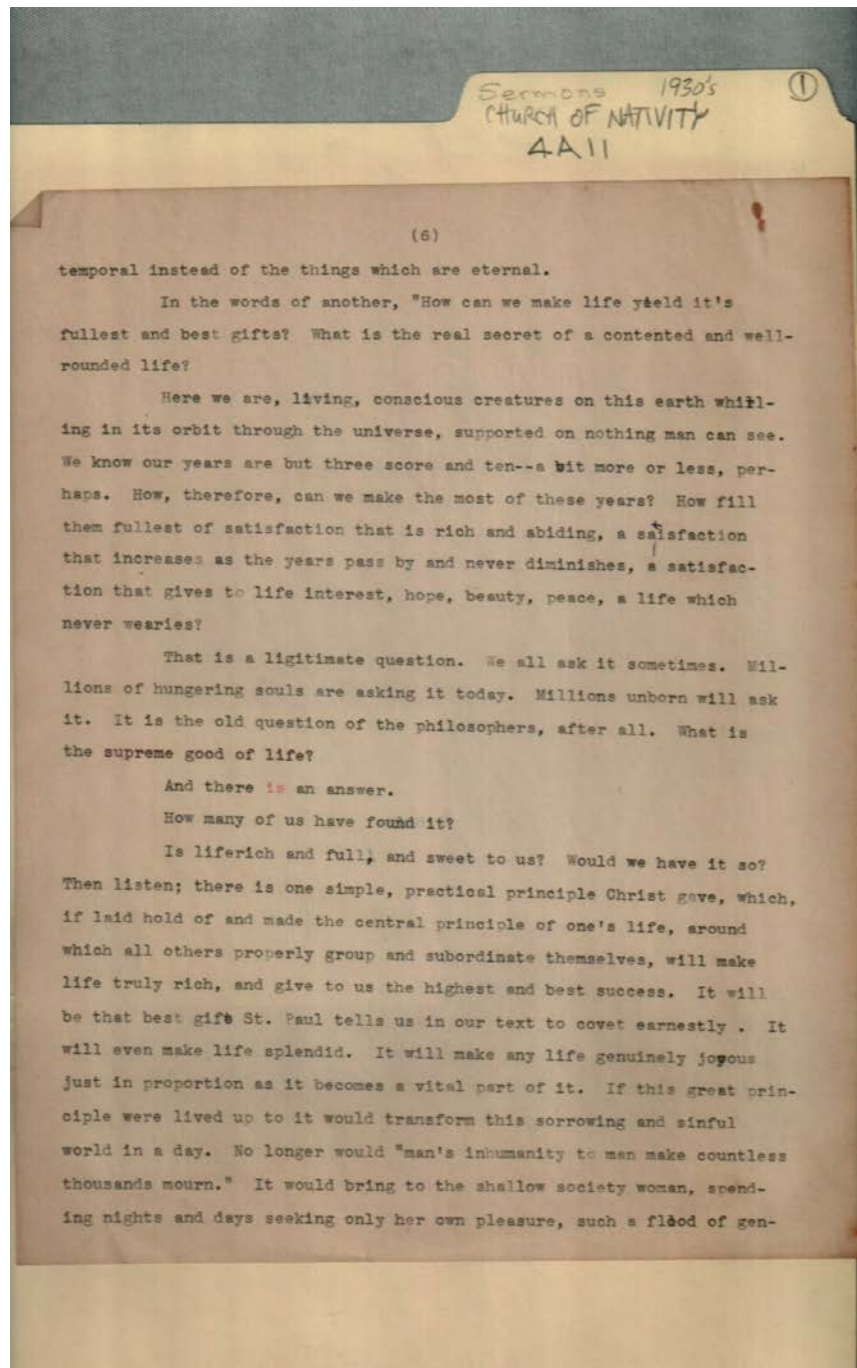 Sermons 1930's ①
CHURCH OF NATIVITY
4A11
(6)
temporal instead of the things which are eternal.
In the words of another, "How can we make life yield it's
fullest and best gifts? What is the real secret of a contented and well-
rounded life?
Here we are, living, conscious creatures on this earth whirl-
ing in its orbit through the universe, supported on nothing man can see.
We know our years are but three score and ten--a bit more or less, per-
haps. How, therefore, can we make the most of these years? How fill
them fullest of satisfaction that is rich and abiding, a satisfaction
that increases as the years pass by and never diminishes, a satisfac-
tion that gives to life interest, hope, beauty, peace, a life which
never wearies?
That is a ligitimate question. We all ask it sometimes. Mil-
lions of hungering souls are asking it today. Millions unborn will ask
it. It is the old question of the philosophers, after all. What is
the supreme good of life?
And there is an answer.
How many of us have found it?
Is liferich and full, and sweet to us? Would we have it so?
Then listen; there is one simple, practical principle Christ gave, which,
if laid hold of and made the central principle of one's life, around
which all others properly group and subordinate themselves, will make
life truly rich, and give to us the highest and best success. It will
be that best gift St. Paul tells us in our text to covet earnestly . It
will even make life splendid. It will make any life genuinely joyous
just in proportion as it becomes a vital part of it. If this great prin-
ciple were lived up to it would transform this sorrowing and sinful
world in a day. No longer would "man's inhumanity to man make countless
thousands mourn." It would bring to the shallow society woman, spend-
ing nights and days seeking only her own pleasure, such a flood of gen-